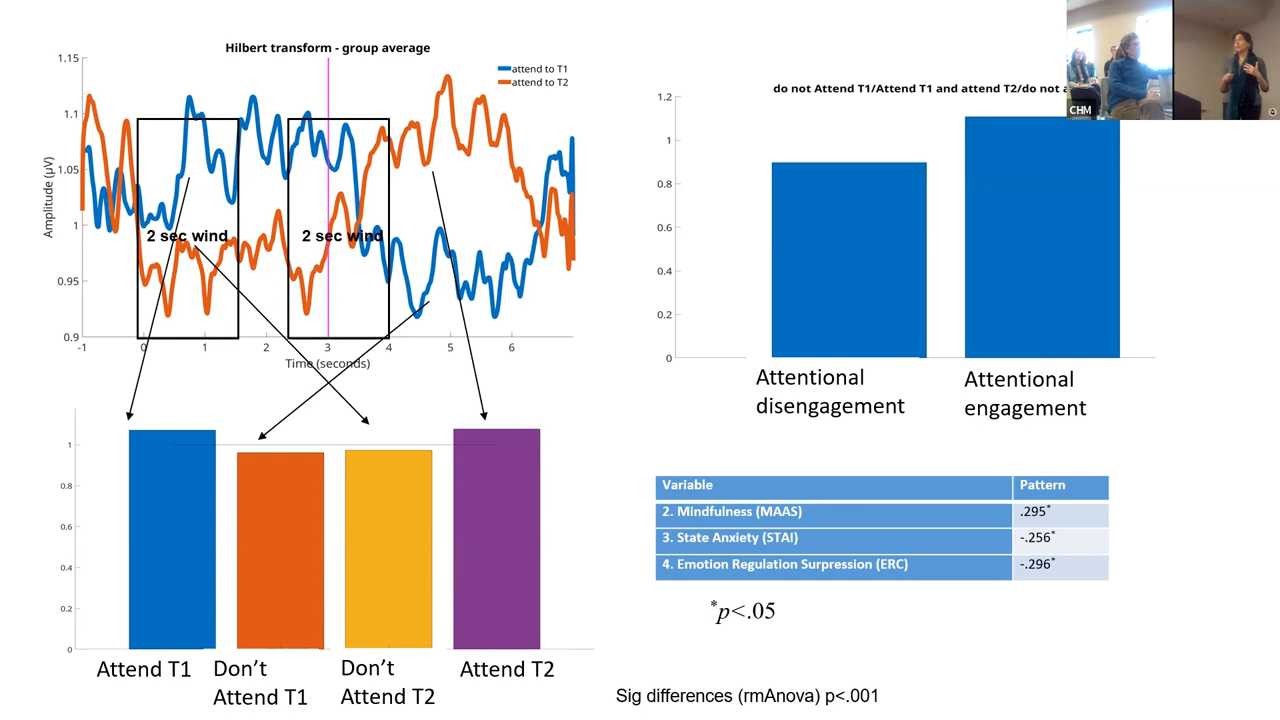 Hilbert transform - group average
attend to T1
attend to T2
1.15
1.1
1.05
1
0.95
0.9
Amplitude (μV)
2 sec wind
2 sec wind
-1
0
1
2
3
4
5
6
Time (seconds)
1
0.8
0.6
0.4
0.2
0
Attend T1
Don’t
Attend T1
Don’t
Attend T2
Attend T2
CHM
do not Attend T1/Attend T1 and attend T2/do not a
1.2
1
0.8
0.6
0.4
0.2
0
Attentional
disengagement
Attentional
engagement
Variable Pattern
2. Mindfulness (MAAS) .295*
3. State Anxiety (STAI) -.256*
4. Emotion Regulation Surpression (ERC) -.296*
*p<.05
Sig differences (rmAnova) p<.001